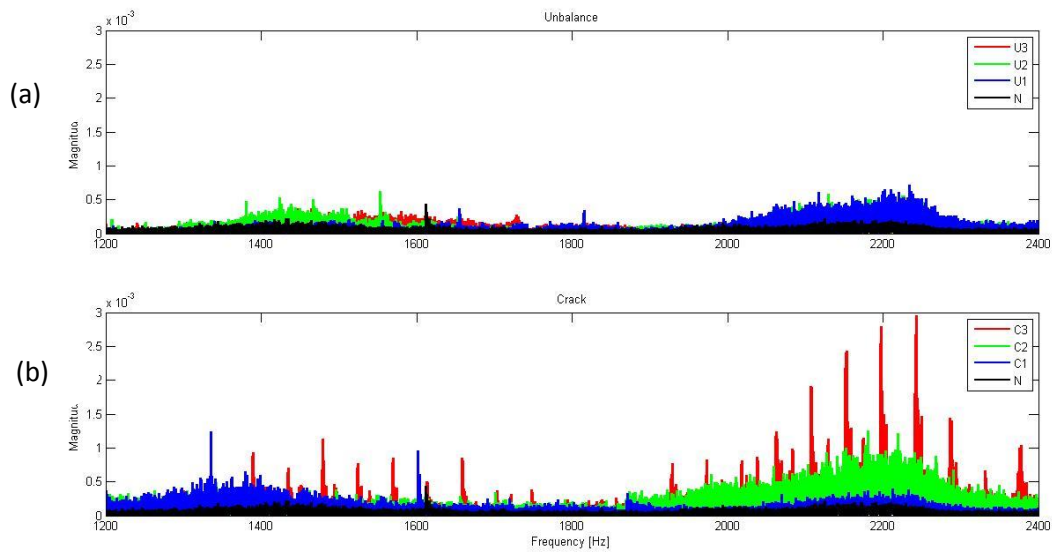 Unbalance
x 10⁻³
3
2.5
2
1.5
1
0.5
0
Magnituc
(a)
U3
U2
U1
N
1200 1400 1600 1800 2000 2200 2400
Crack
x 10⁻³
3
2.5
2
1.5
1
0.5
0
Magnituc
(b)
C3
C2
C1
N
1200 1400 1600 1800 2000 2200 2400
Frequency [Hz]